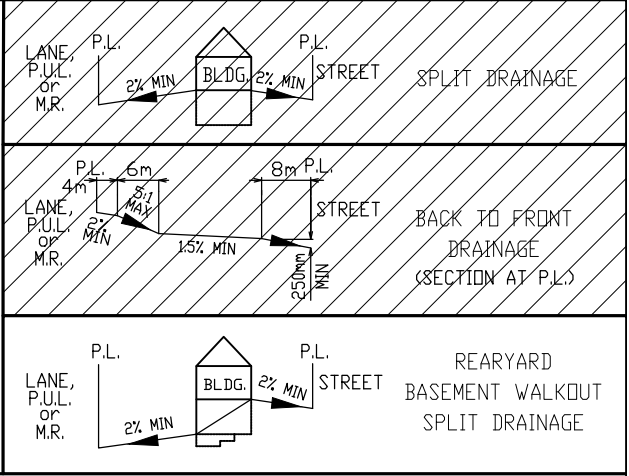 P.L.
P.L.
LANE,
P.U.L.
or
M.R.
2% MIN
BLDG.
2% MIN
STREET
SPLIT DRAINAGE
P.L.
6m
8m
P.L.
4m
5:1
MAX
LANE,
P.U.L.
or
M.R.
2%
MIN
1.5% MIN
STREET
250mm
MIN
BACK TO FRONT
DRAINAGE
(SECTION AT P.L.)
P.L.
P.L.
LANE,
P.U.L.
or
M.R.
2% MIN
BLDG.
2% MIN
STREET
REARYARD
BASEMENT WALKOUT
SPLIT DRAINAGE